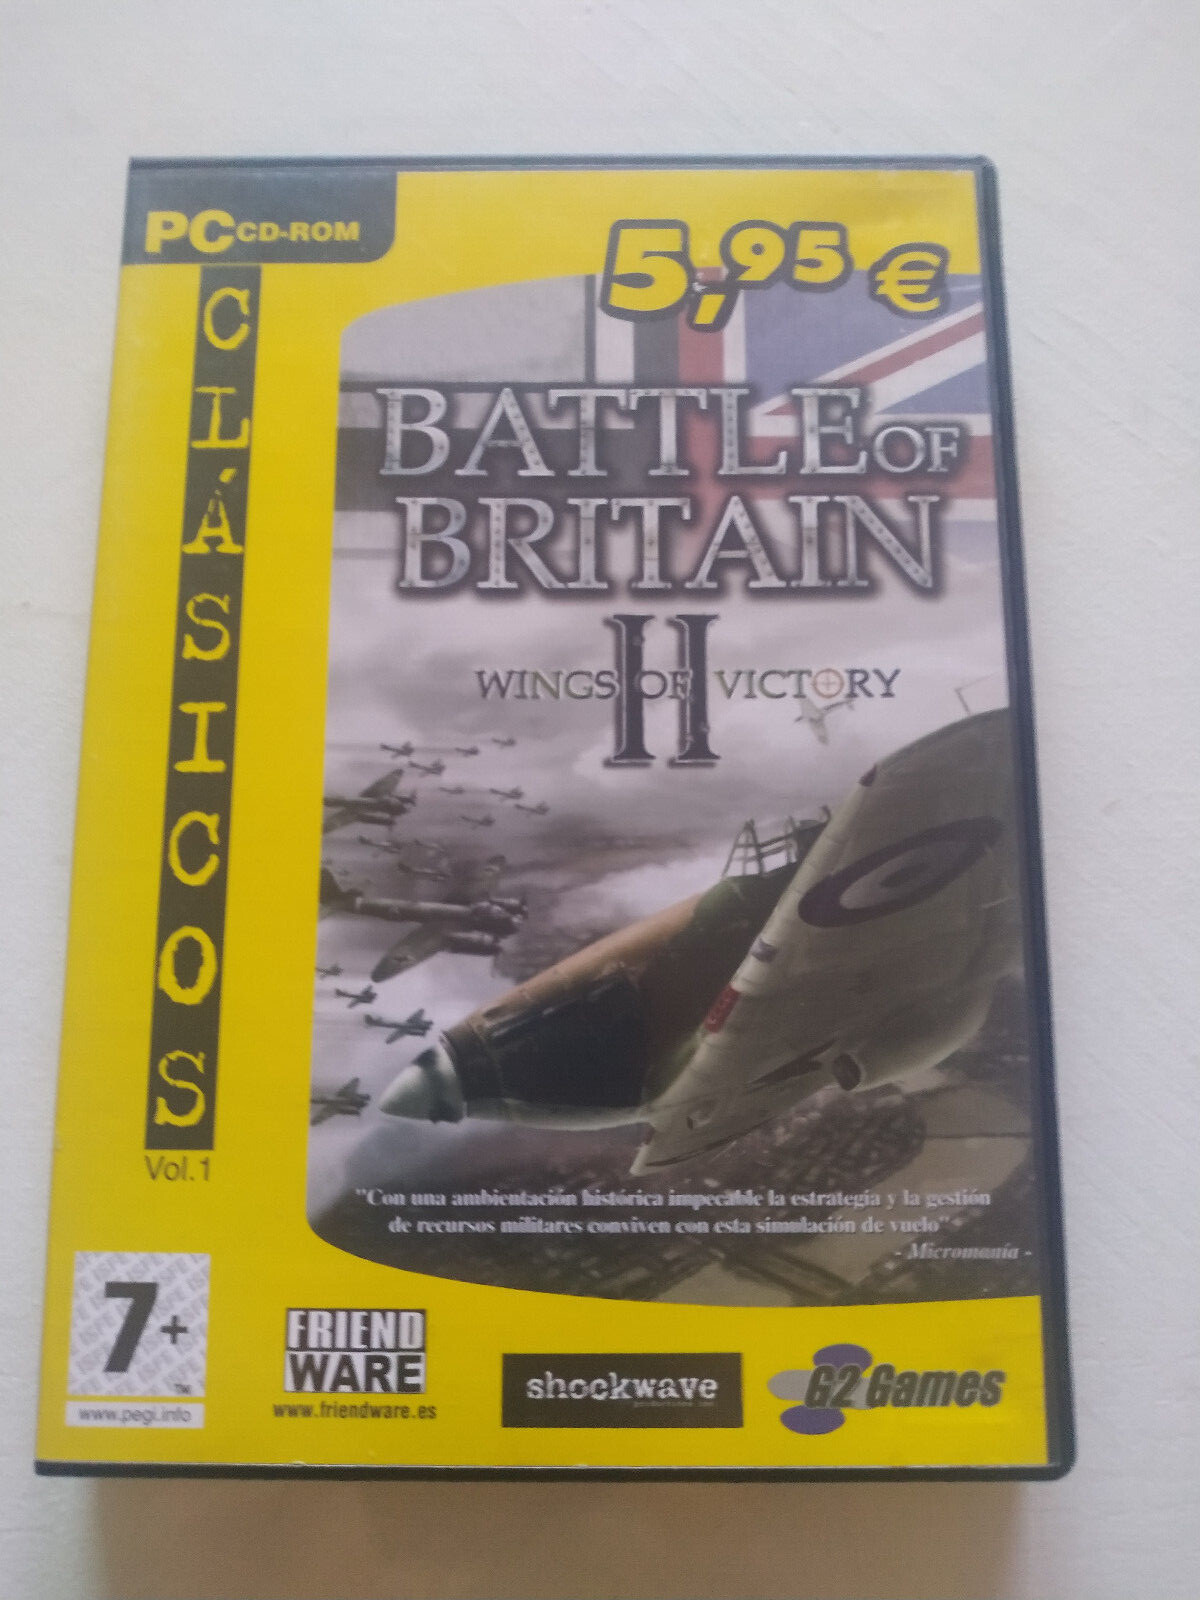 PC CD-ROM
5,95 €
CLÁSICOS
Vol.1
BATTLE OF
BRITAIN
II
WINGS OF VICTORY
"Con una ambientación histórica impecable la estrategia y la gestión
de recursos militares conviven con esta simulación de vuelo"
- Micromanía -
7+
TM
www.pegi.info
FRIEND
WARE
www.friendware.es
shockwave
G2 Games